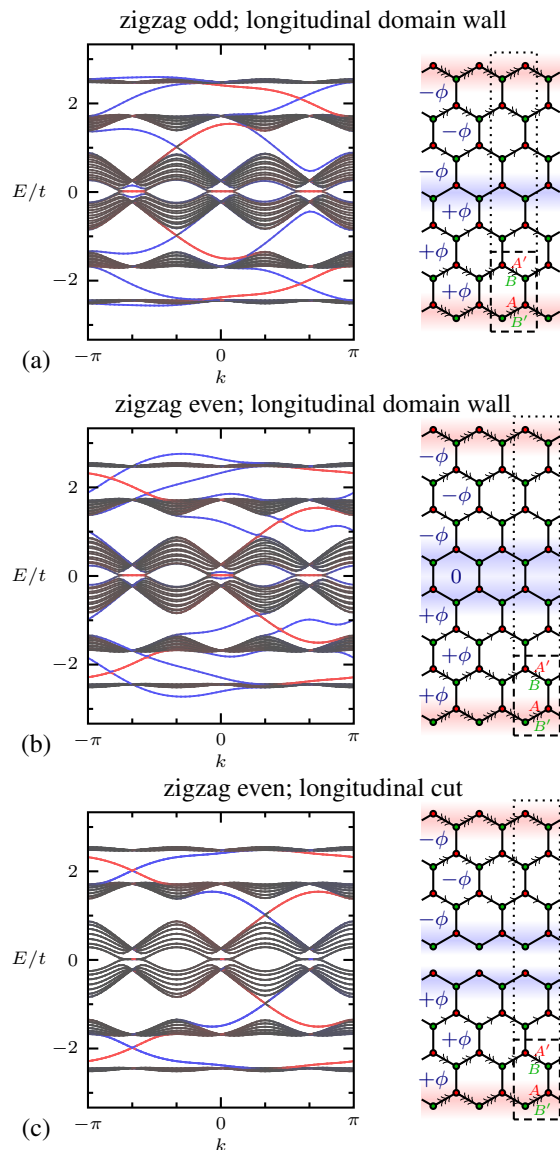 zigzag odd; longitudinal domain wall
2
E/t 0
−2
−π 0 π
k
(a)
−ϕ
−ϕ
−ϕ
+ϕ
+ϕ
+ϕ
A′
B
A
B′
zigzag even; longitudinal domain wall
2
E/t 0
−2
−π 0 π
k
(b)
−ϕ
−ϕ
−ϕ
0
+ϕ
+ϕ
+ϕ
A′
B
A
B′
zigzag even; longitudinal cut
2
E/t 0
−2
−π 0 π
k
(c)
−ϕ
−ϕ
−ϕ
+ϕ
+ϕ
+ϕ
A′
B
A
B′